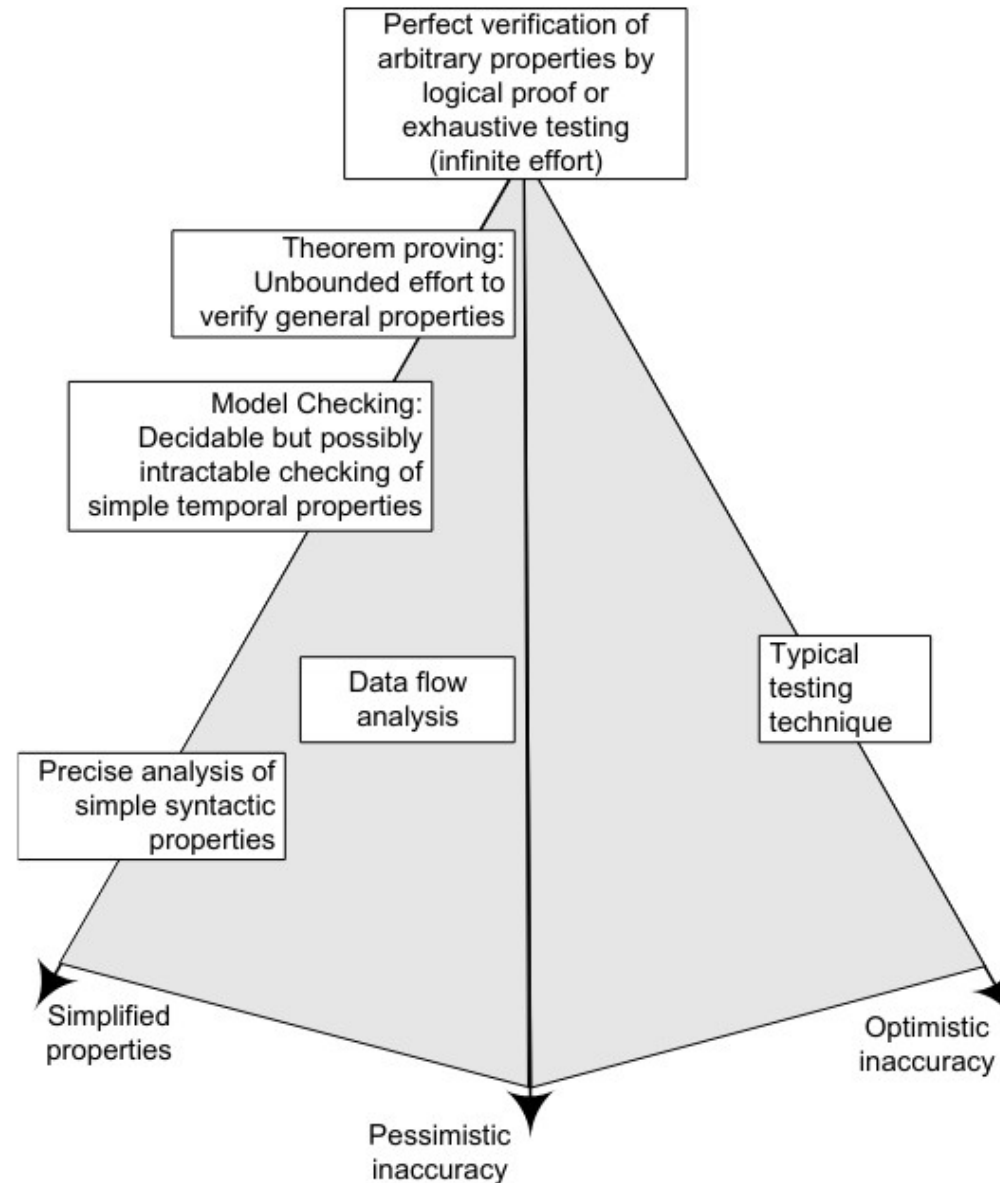 Perfect verification of
arbitrary properties by
logical proof or
exhaustive testing
(infinite effort)
Theorem proving:
Unbounded effort to
verify general properties
Model Checking:
Decidable but possibly
intractable checking of
simple temporal properties
Data flow
analysis
Typical
testing
technique
Precise analysis of
simple syntactic
properties
Simplified
properties
Optimistic
inaccuracy
Pessimistic
inaccuracy